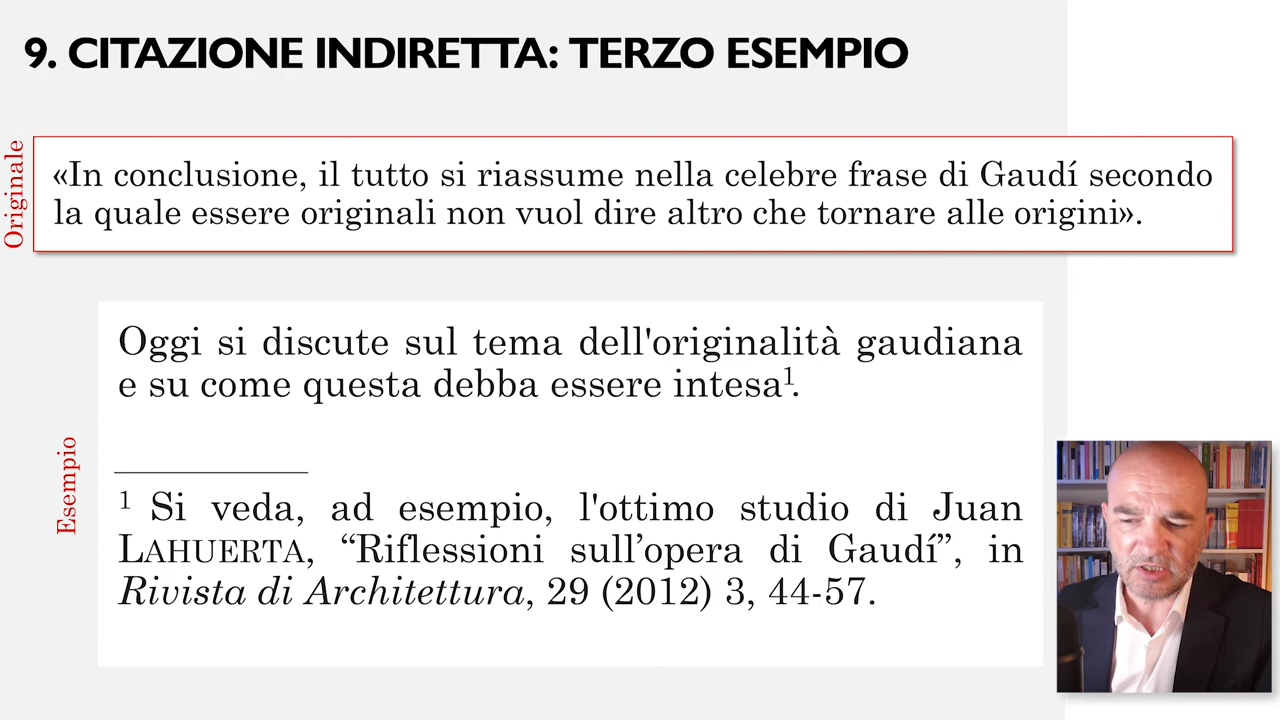 9. CITAZIONE INDIRETTA: TERZO ESEMPIO
Originale
«In conclusione, il tutto si riassume nella celebre frase di Gaudí secondo
la quale essere originali non vuol dire altro che tornare alle origini».
Esempio
Oggi si discute sul tema dell'originalità gaudiana
e su come questa debba essere intesa¹.
¹ Si veda, ad esempio, l'ottimo studio di Juan
LAHUERTA, “Riflessioni sull’opera di Gaudí”, in
Rivista di Architettura, 29 (2012) 3, 44-57.